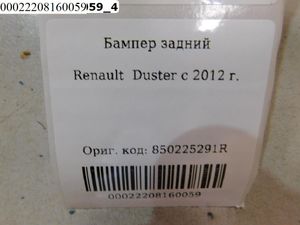 00022208160059/59_4
Бампер задний
Renault Duster с 2012 г.
Ориг. код: 850225291R
00022208160059